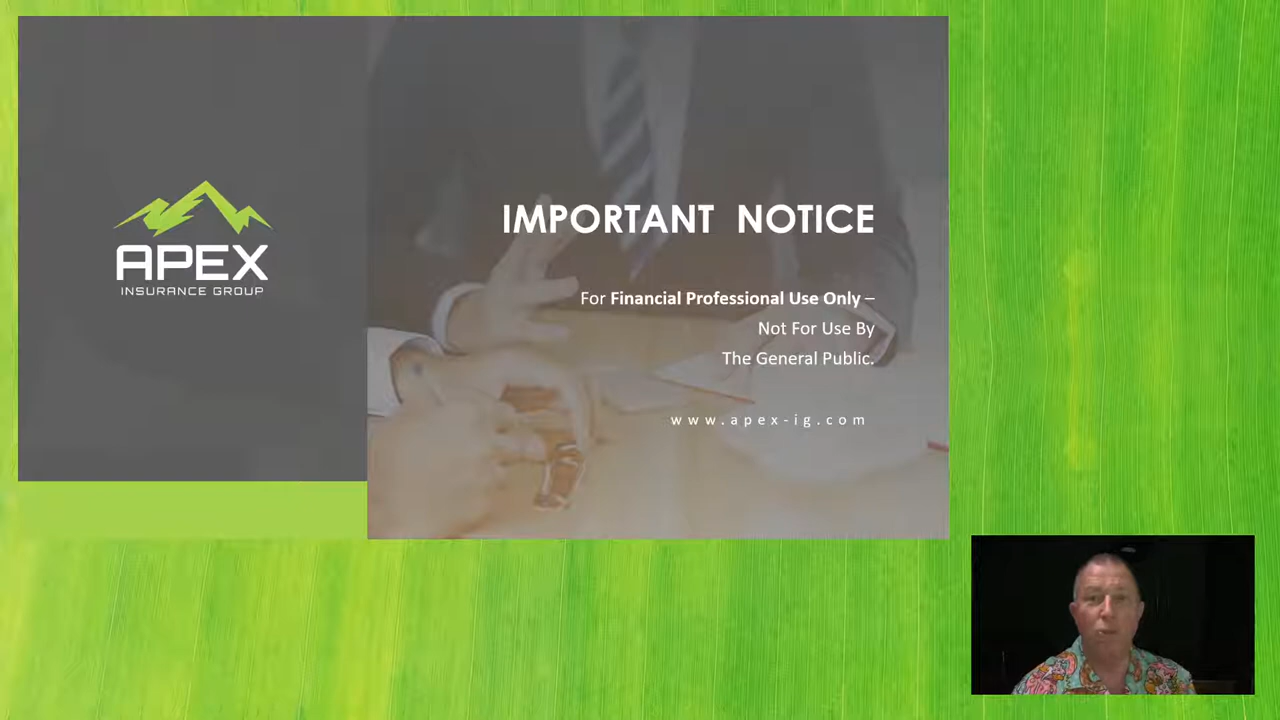 APEX
INSURANCE GROUP
IMPORTANT NOTICE
For Financial Professional Use Only –
Not For Use By
The General Public.
www.apex-ig.com